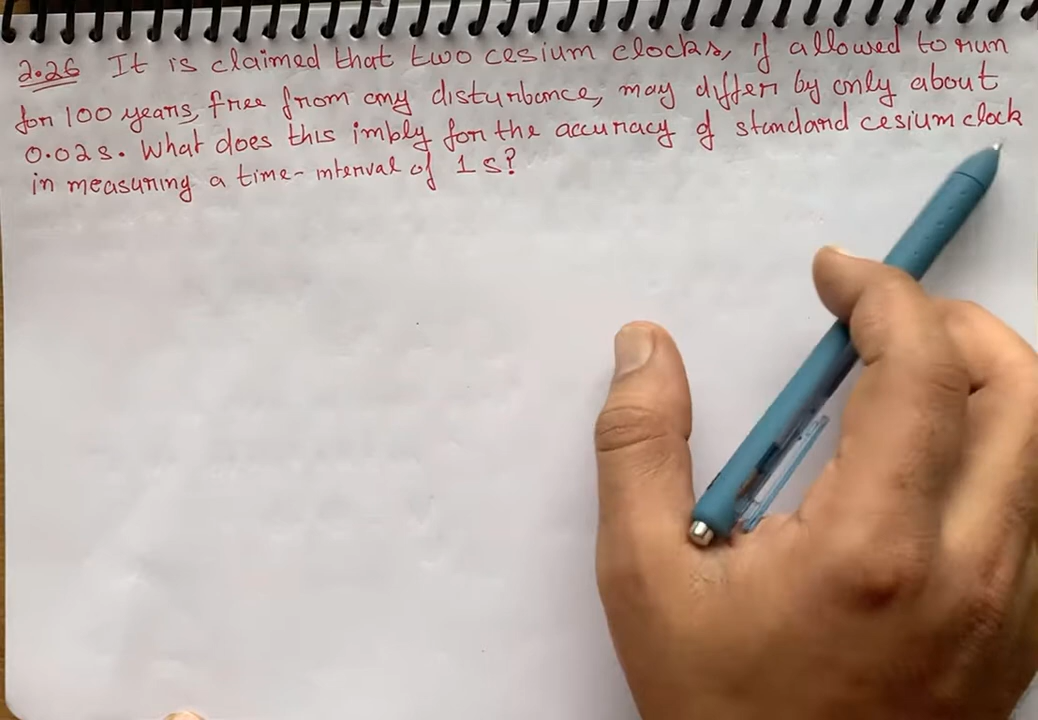 2.26 It is claimed that two cesium clocks, if allowed to run
for 100 years, free from any disturbance, may differ by only about
0.02 s. What does this imply for the accuracy of standard cesium clock
in measuring a time-interval of 1 s?